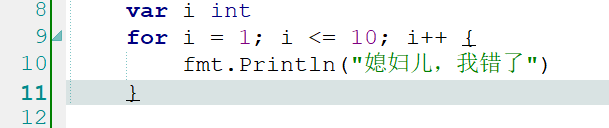 8 var i int
9 for i = 1; i <= 10; i++ {
10 fmt.Println("媳妇儿，我错了")
11 }
12